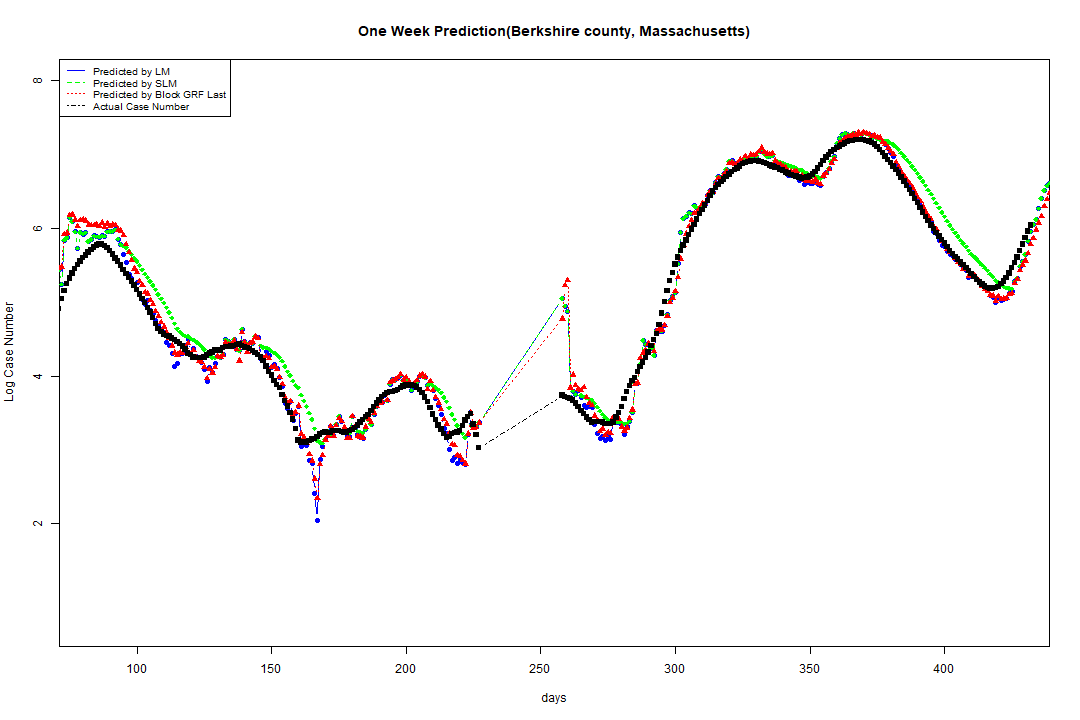 One Week Prediction(Berkshire county, Massachusetts)
Predicted by LM
Predicted by SLM
Predicted by Block GRF Last
Actual Case Number
8
6
4
2
Log Case Number
100 150 200 250 300 350 400
days